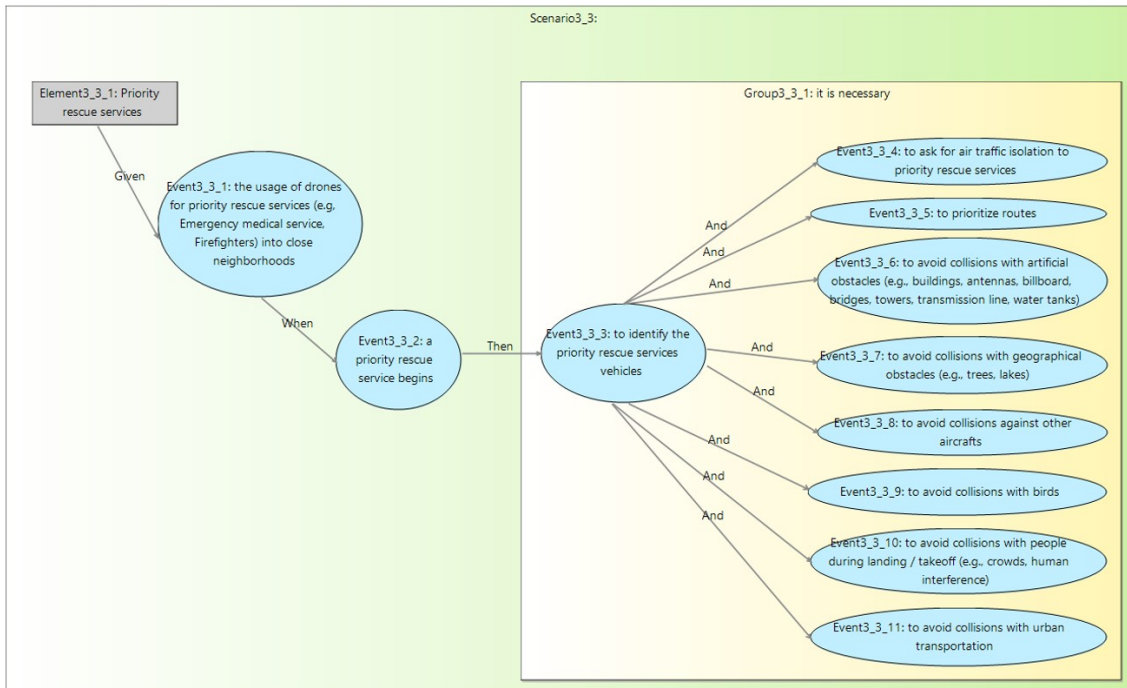 Scenario3_3:
Element3_3_1: Priority
rescue services
Group3_3_1: it is necessary
Given
Event3_3_1: the usage of drones
for priority rescue services (e.g,
Emergency medical service,
Firefighters) into close
neighborhoods
When
Event3_3_2: a
priority rescue
service begins
Then
Event3_3_3: to identify the
priority rescue services
vehicles
And
Event3_3_4: to ask for air traffic isolation to
priority rescue services
And
Event3_3_5: to prioritize routes
And
Event3_3_6: to avoid collisions with artificial
obstacles (e.g., buildings, antennas, billboard,
bridges, towers, transmission line, water tanks)
And
Event3_3_7: to avoid collisions with geographical
obstacles (e.g., trees, lakes)
And
Event3_3_8: to avoid collisions against other
aircrafts
And
Event3_3_9: to avoid collisions with birds
And
Event3_3_10: to avoid collisions with people
during landing / takeoff (e.g., crowds, human
interference)
And
Event3_3_11: to avoid collisions with urban
transportation